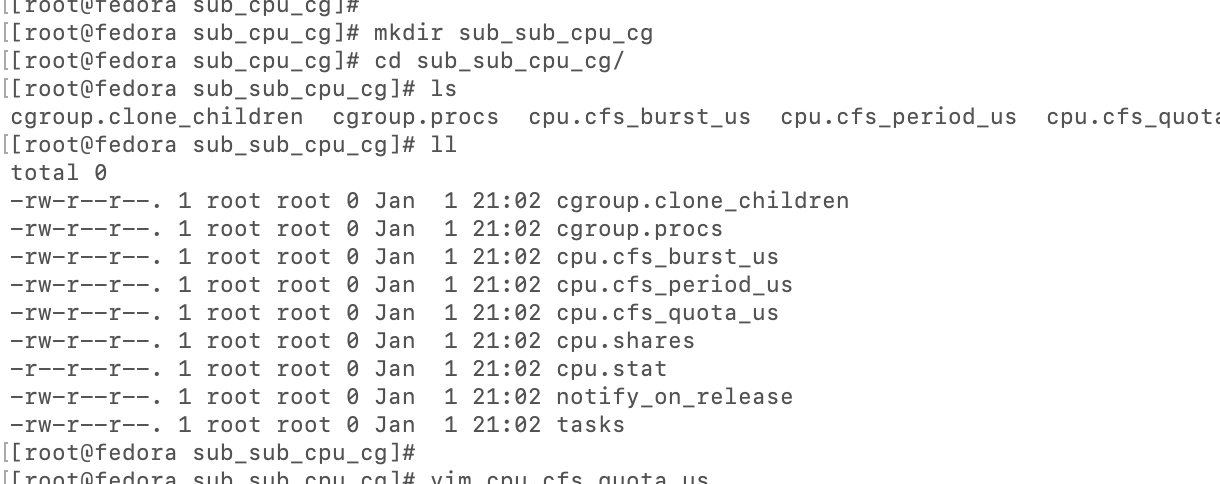 [[root@fedora sub_cpu_cg]#
[[root@fedora sub_cpu_cg]# mkdir sub_sub_cpu_cg
[[root@fedora sub_cpu_cg]# cd sub_sub_cpu_cg/
[[root@fedora sub_sub_cpu_cg]# ls
cgroup.clone_children  cgroup.procs  cpu.cfs_burst_us  cpu.cfs_period_us  cpu.cfs_quota
[[root@fedora sub_sub_cpu_cg]# ll
total 0
-rw-r--r--. 1 root root 0 Jan  1 21:02 cgroup.clone_children
-rw-r--r--. 1 root root 0 Jan  1 21:02 cgroup.procs
-rw-r--r--. 1 root root 0 Jan  1 21:02 cpu.cfs_burst_us
-rw-r--r--. 1 root root 0 Jan  1 21:02 cpu.cfs_period_us
-rw-r--r--. 1 root root 0 Jan  1 21:02 cpu.cfs_quota_us
-rw-r--r--. 1 root root 0 Jan  1 21:02 cpu.shares
-r--r--r--. 1 root root 0 Jan  1 21:02 cpu.stat
-rw-r--r--. 1 root root 0 Jan  1 21:02 notify_on_release
-rw-r--r--. 1 root root 0 Jan  1 21:02 tasks
[[root@fedora sub_sub_cpu_cg]#
[[root@fedora sub_sub_cpu_cg]# vim cpu.cfs_quota_us